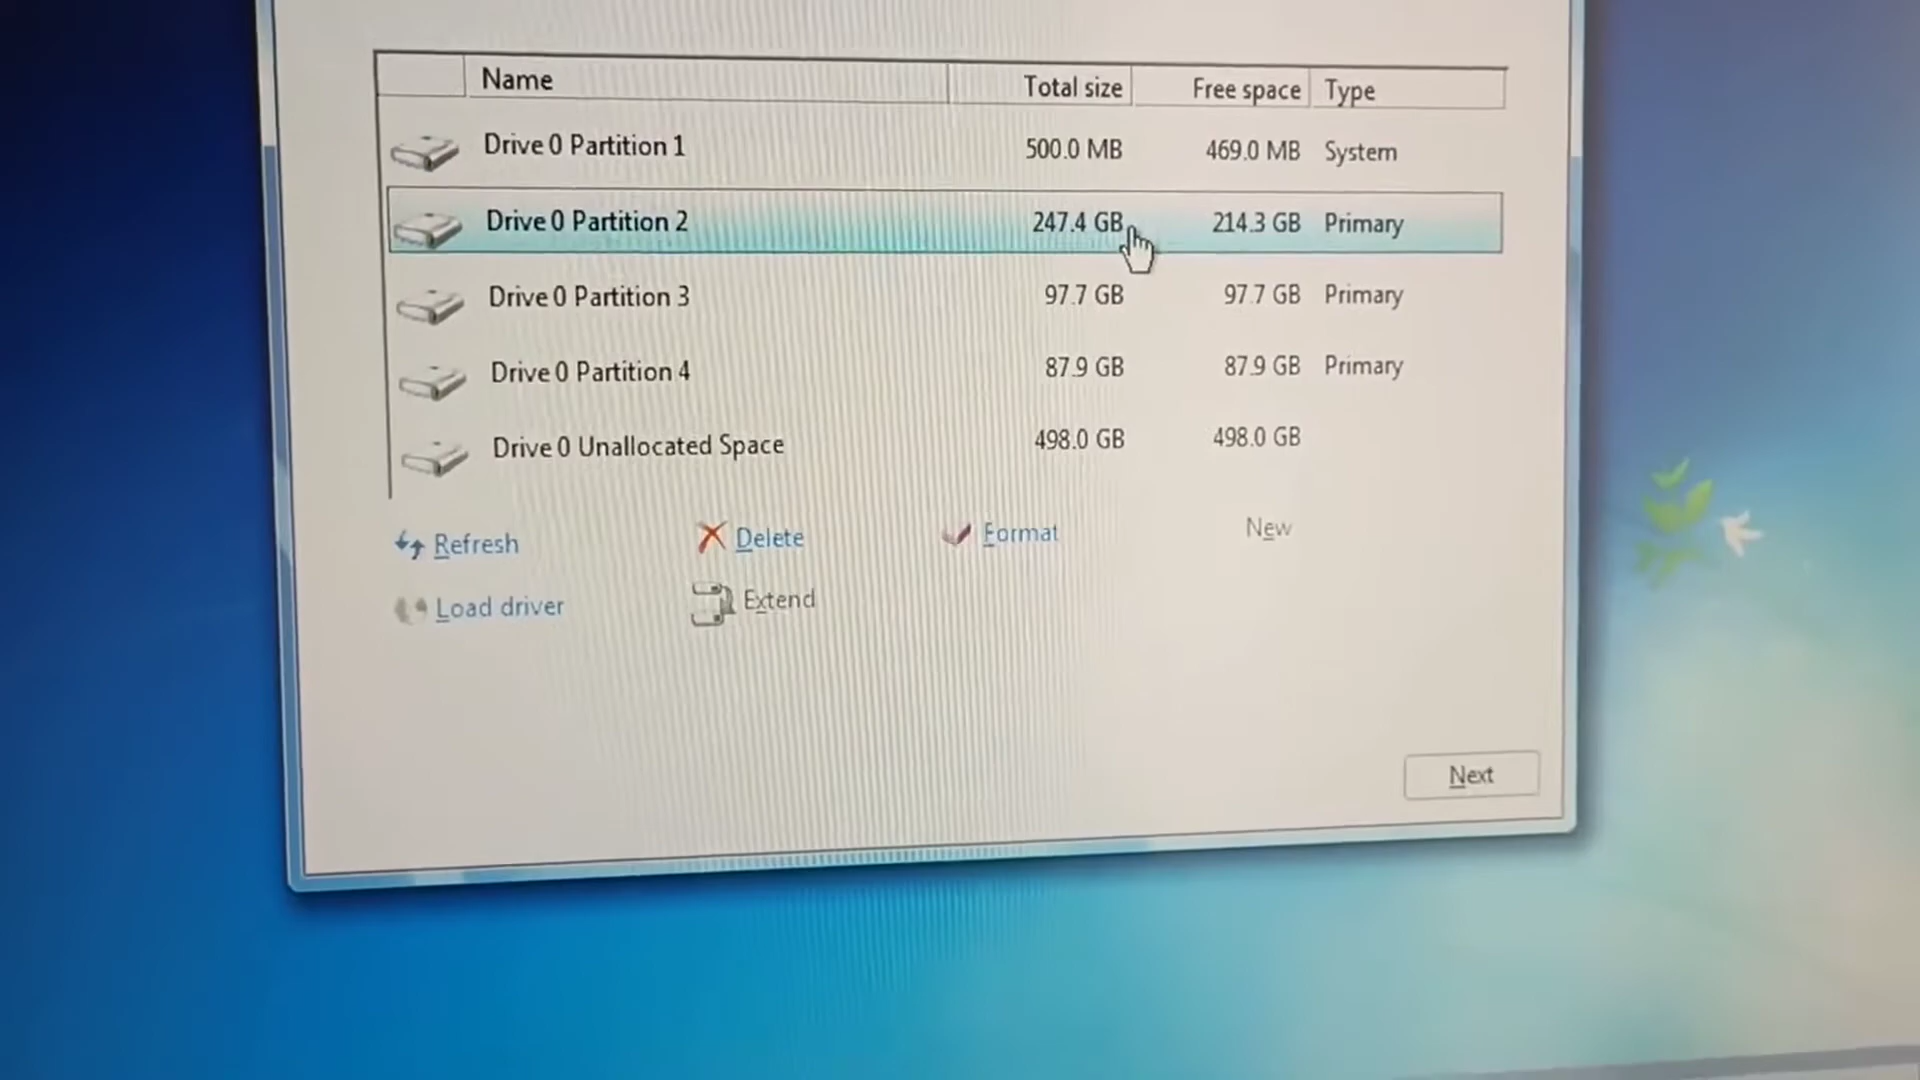 Name Total size Free space Type
Drive 0 Partition 1 500.0 MB 469.0 MB System
Drive 0 Partition 2 247.4 GB 214.3 GB Primary
Drive 0 Partition 3 97.7 GB 97.7 GB Primary
Drive 0 Partition 4 87.9 GB 87.9 GB Primary
Drive 0 Unallocated Space 498.0 GB 498.0 GB
Refresh Delete Format New
Load driver Extend
Next